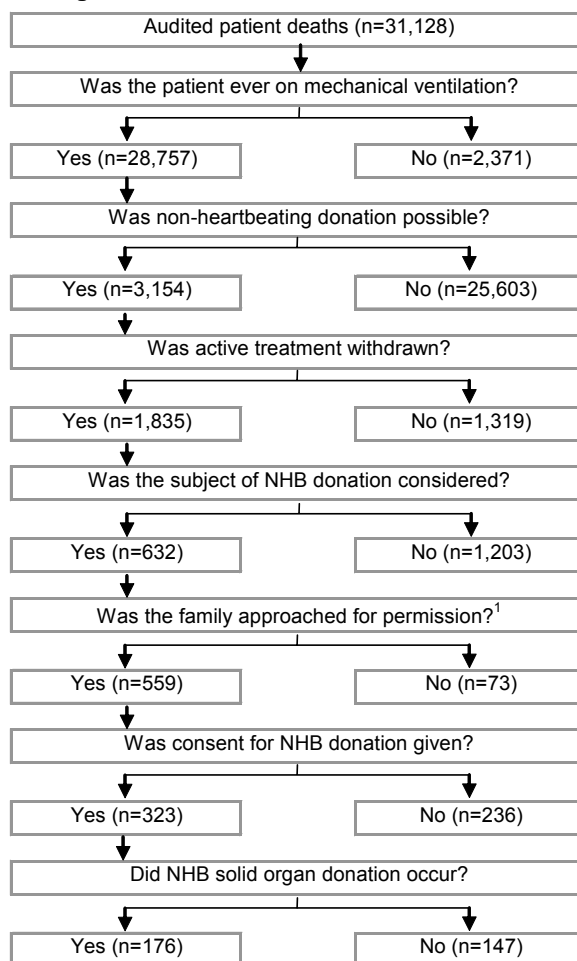 Audited patient deaths (n=31,128)
Was the patient ever on mechanical ventilation?
Yes (n=28,757)
No (n=2,371)
Was non-heartbeating donation possible?
Yes (n=3,154)
No (n=25,603)
Was active treatment withdrawn?
Yes (n=1,835)
No (n=1,319)
Was the subject of NHB donation considered?
Yes (n=632)
No (n=1,203)
Was the family approached for permission?¹
Yes (n=559)
No (n=73)
Was consent for NHB donation given?
Yes (n=323)
No (n=236)
Did NHB solid organ donation occur?
Yes (n=176)
No (n=147)